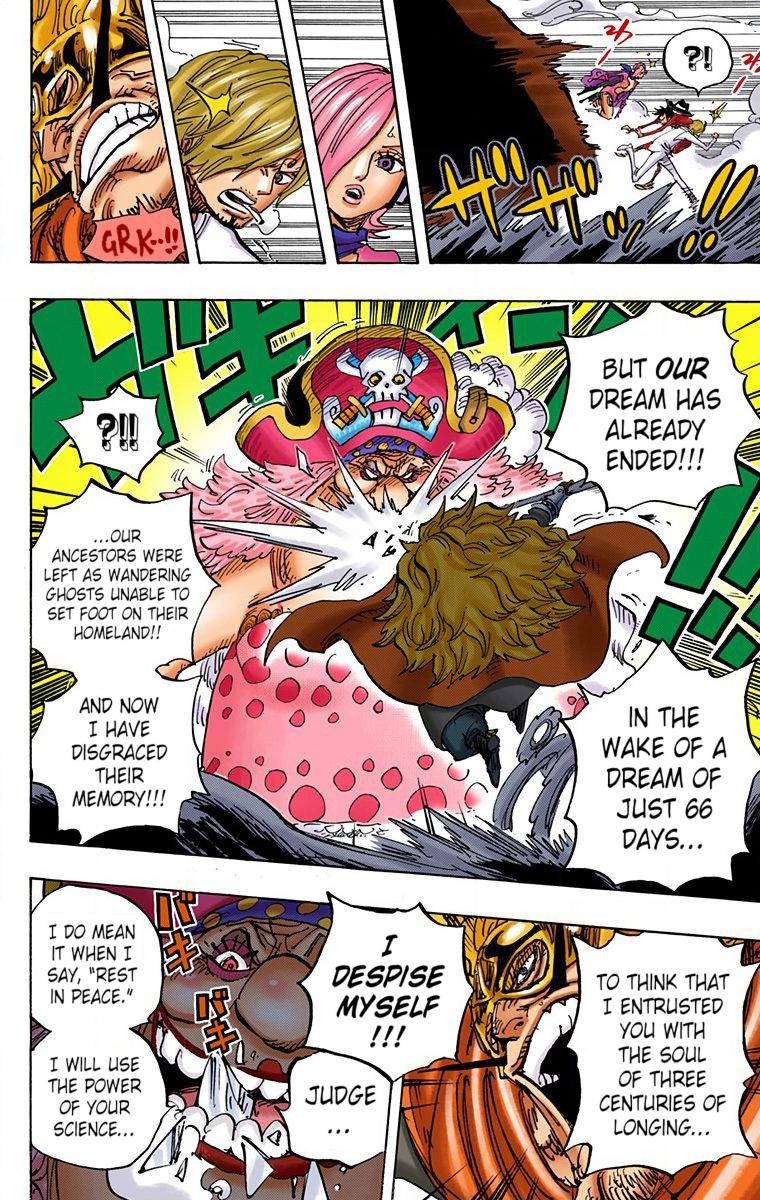 ?!
ザザッ!!
GRK..!!
BUT OUR
DREAM HAS
ALREADY
ENDED!!!
IN THE
WAKE OF A
DREAM OF
JUST 66
DAYS...
?!!
...OUR
ANCESTORS WERE
LEFT AS WANDERING
GHOSTS UNABLE TO
SET FOOT ON THEIR
HOMELAND!!
AND NOW
I HAVE
DISGRACED
THEIR
MEMORY!!!
TO THINK THAT
I ENTRUSTED
YOU WITH
THE SOUL
OF THREE
CENTURIES OF
LONGING...
I
DESPISE
MYSELF
!!!
JUDGE
...
バキ
バキ
I DO MEAN
IT WHEN I
SAY, "REST
IN PEACE."
I WILL USE
THE POWER
OF YOUR
SCIENCE...